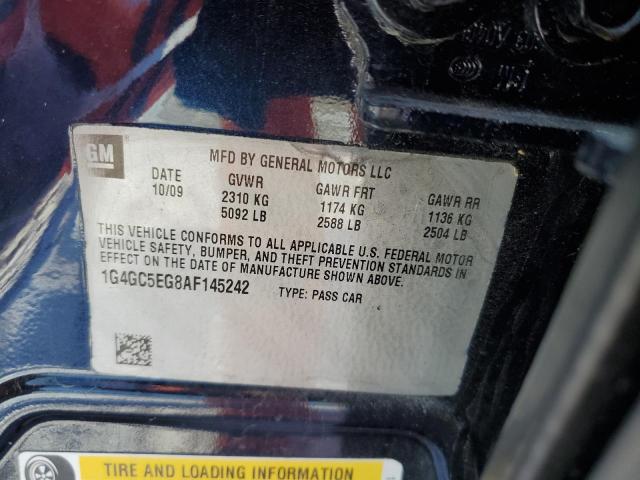 GM
MFD BY GENERAL MOTORS LLC
DATE GVWR GAWR FRT GAWR RR
10/09 2310 KG 1174 KG 1136 KG
5092 LB 2588 LB 2504 LB
THIS VEHICLE CONFORMS TO ALL APPLICABLE U.S. FEDERAL MOTOR
VEHICLE SAFETY, BUMPER, AND THEFT PREVENTION STANDARDS IN
EFFECT ON THE DATE OF MANUFACTURE SHOWN ABOVE.
1G4GC5EG8AF145242 TYPE: PASS CAR
TIRE AND LOADING INFORMATION